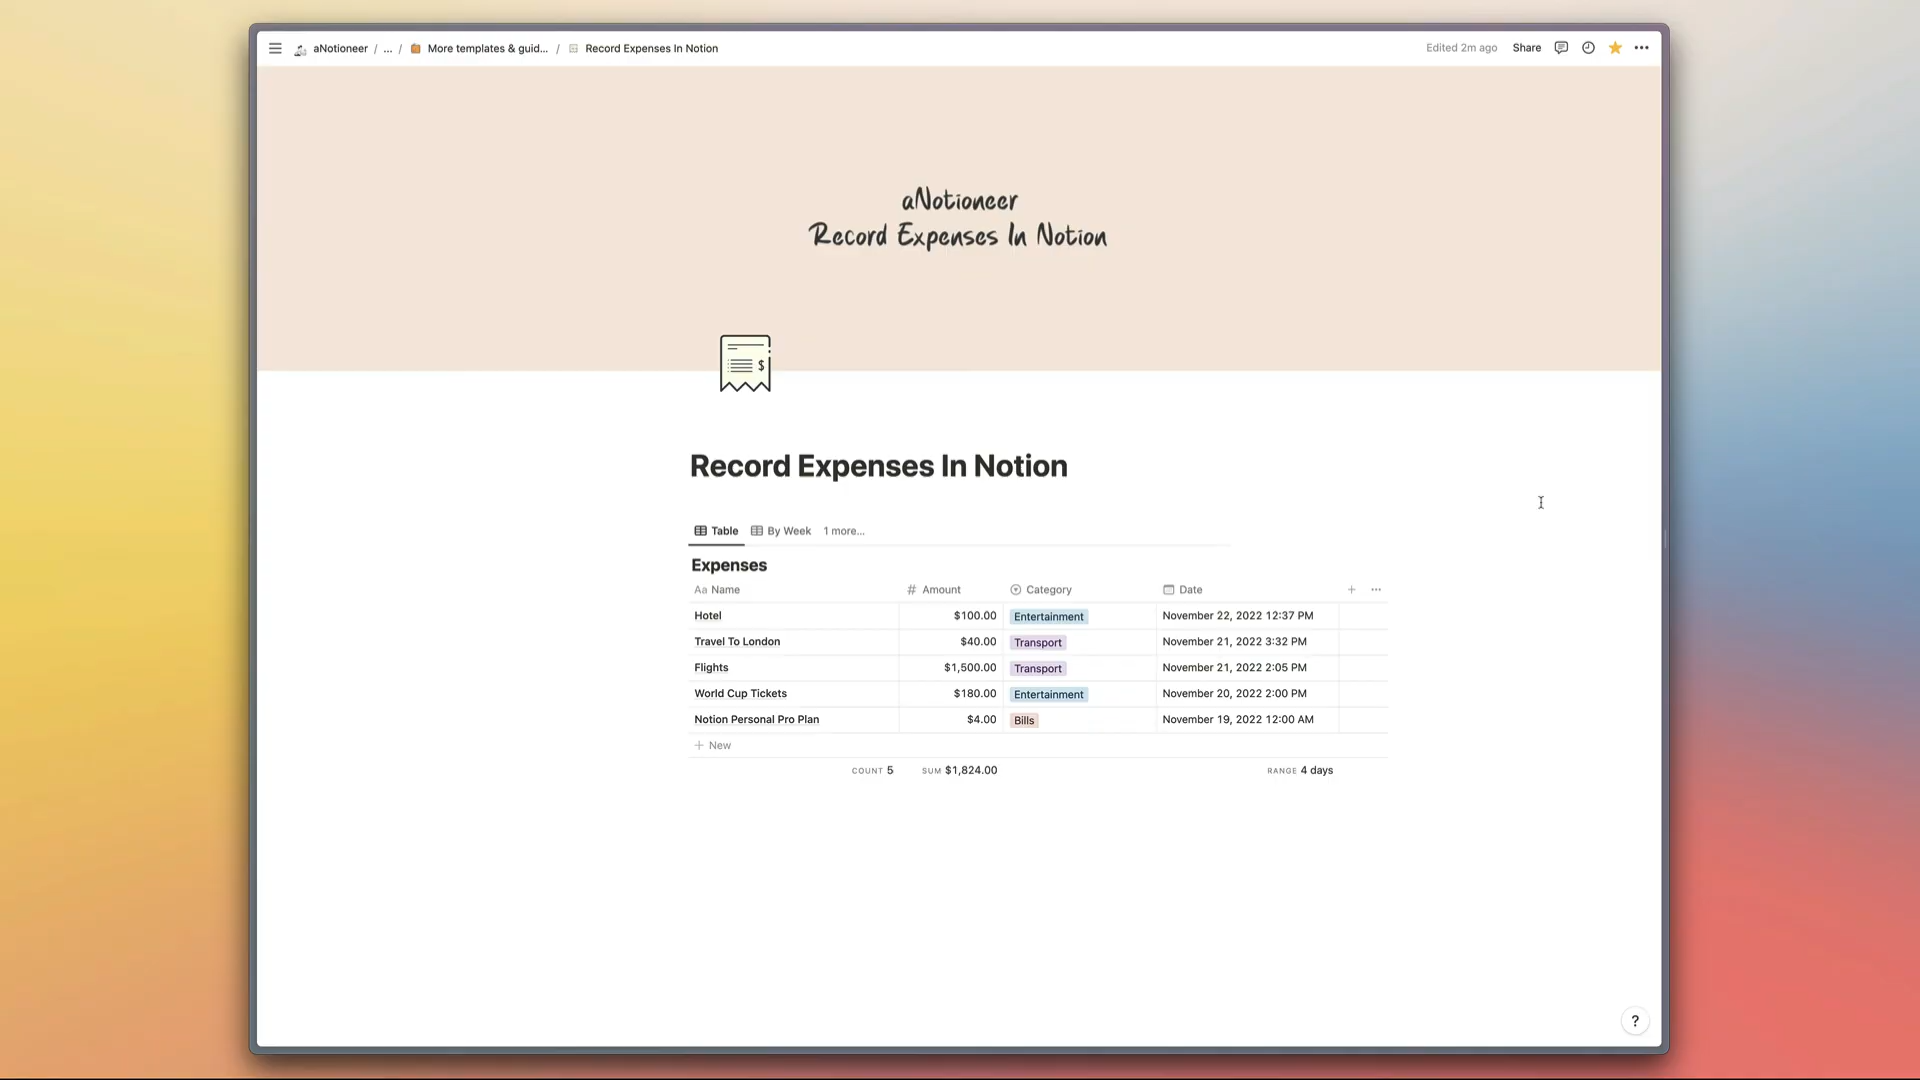 aNotioneer / ... / More templates & guid... / Record Expenses In Notion
Edited 2m ago Share
aNotioneer
Record Expenses In Notion
$
Record Expenses In Notion
Table By Week 1 more...
Expenses
Aa Name # Amount Category Date
Hotel $100.00 Entertainment November 22, 2022 12:37 PM
Travel To London $40.00 Transport November 21, 2022 3:32 PM
Flights $1,500.00 Transport November 21, 2022 2:05 PM
World Cup Tickets $180.00 Entertainment November 20, 2022 2:00 PM
Notion Personal Pro Plan $4.00 Bills November 19, 2022 12:00 AM
+ New
COUNT 5 SUM $1,824.00 RANGE 4 days
?